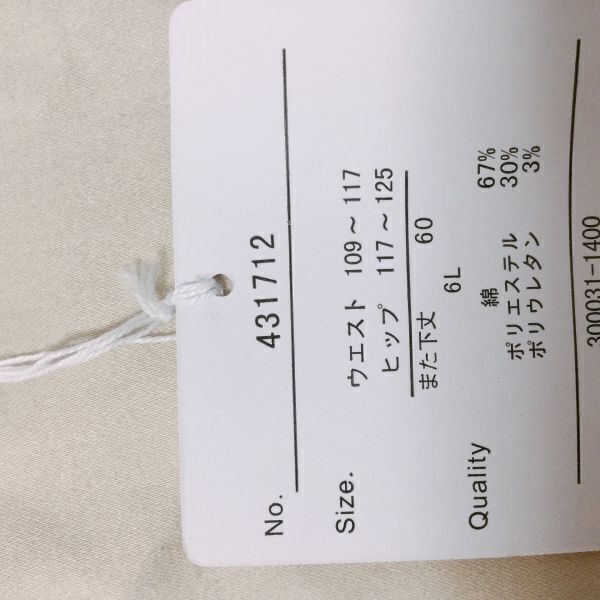 No. 431712
Size. ウエスト 109～117
ヒップ 117～125
また下丈 60
6L
Quality 綿 67%
ポリエステル 30%
ポリウレタン 3%
300031-1400